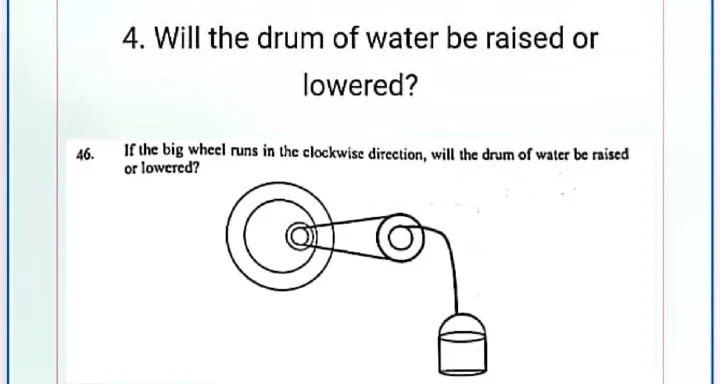 4. Will the drum of water be raised or
lowered?
46. If the big wheel runs in the clockwise direction, will the drum of water be raised
or lowered?